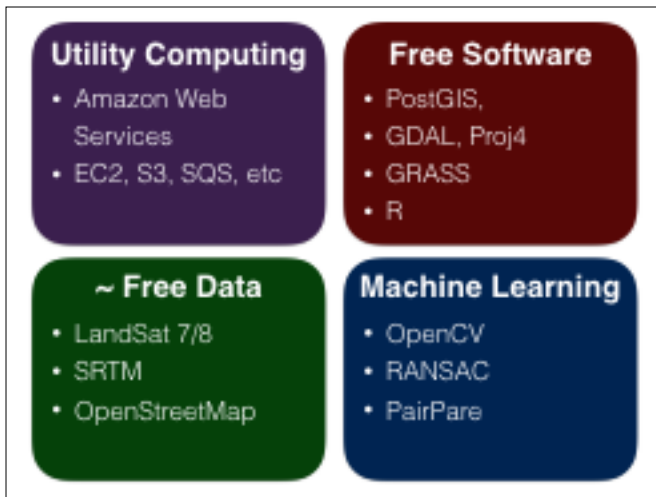 Utility Computing
• Amazon Web
Services
• EC2, S3, SQS, etc
Free Software
• PostGIS,
• GDAL, Proj4
• GRASS
• R
~ Free Data
• LandSat 7/8
• SRTM
• OpenStreetMap
Machine Learning
• OpenCV
• RANSAC
• PairPare